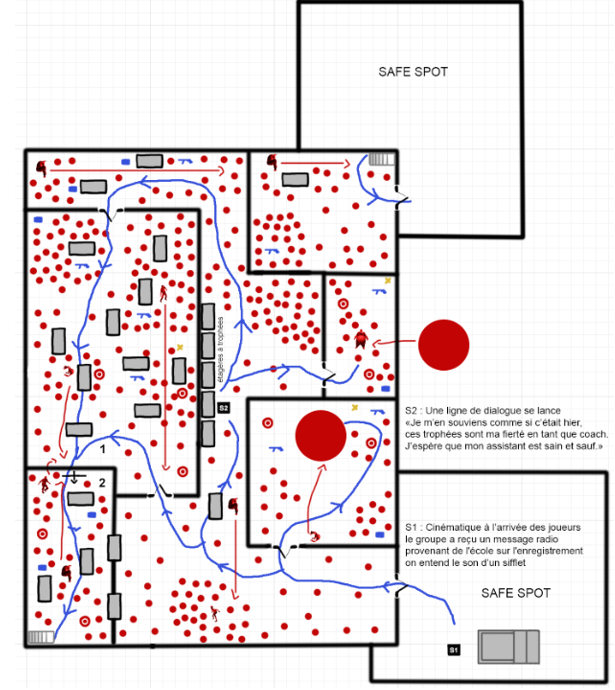 SAFE SPOT
étagères à trophées
S2
S2 : Une ligne de dialogue se lance
«Je m'en souviens comme si c'était hier,
ces trophées sont ma fierté en tant que coach.
J'espère que mon assistant est sain et sauf.»
1
2
S1 : Cinématique à l'arrivée des joueurs
le groupe a reçu un message radio
provenant de l'école sur l'enregistrement
on entend le son d'un sifflet
SAFE SPOT
S1